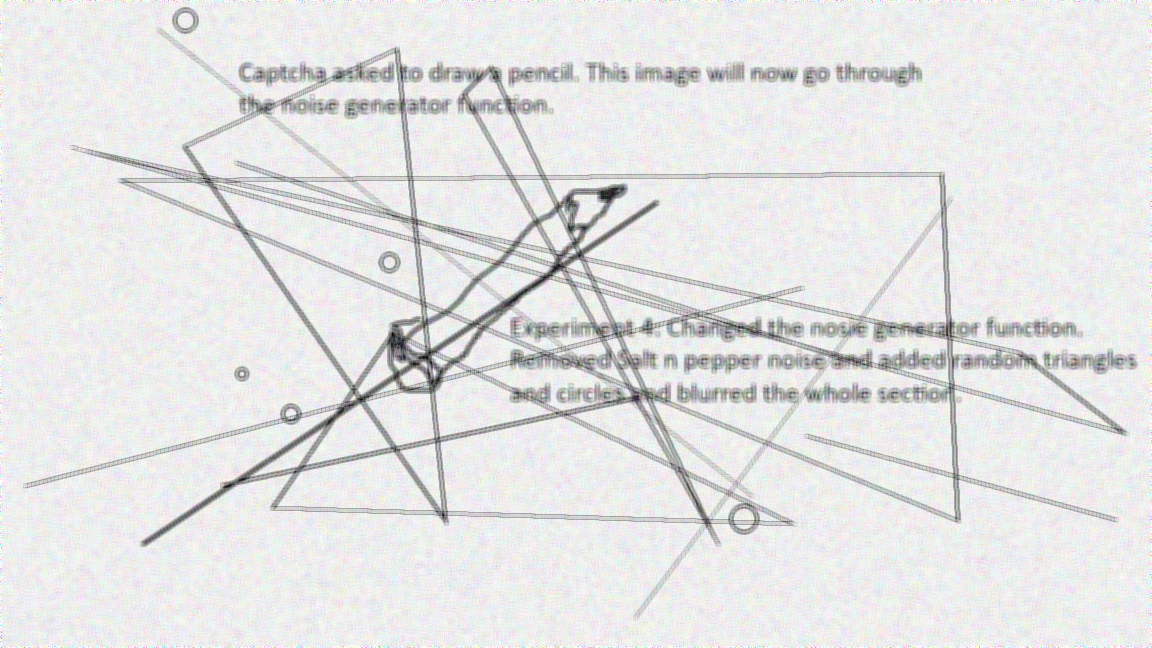 Captcha asked to draw a pencil. This image will now go through
the noise generator function.
Experiment 4. Changed the nosie generator function.
Removed Salt n pepper noise and added random triangles
and circles and blurred the whole section.